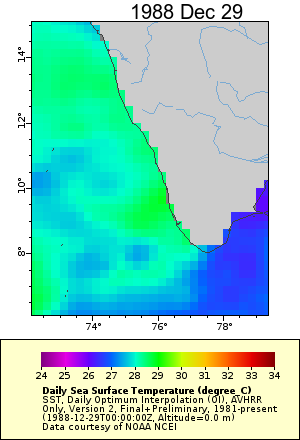 1988 Dec 29
14°
12°
10°
8°
74° 76° 78°
24 25 26 27 28 29 30 31 32 33 34
Daily Sea Surface Temperature (degree_C)
SST, Daily Optimum Interpolation (OI), AVHRR
Only, Version 2, Final+Preliminary, 1981-present
(1988-12-29T00:00:00Z, Altitude=0.0 m)
Data courtesy of NOAA NCEI